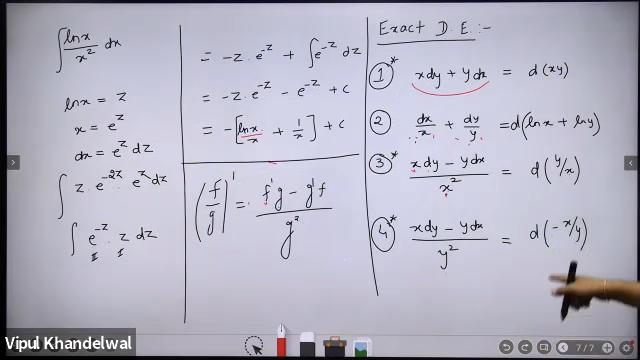 ∫ lnx/x² dx
lnx = z
x = e^z
dx = e^z dz
∫ z. e^-2z . e^z dx
∫ e^-z . z dz
I II
= -z. e^-z + ∫ e^-z dz
= -z. e^-z - e^-z + c
= -[lnx/x + 1/x] + c
(f/g)' = f'g - g'f / g²
Exact D.E. :-
1* xdy + ydx = d(xy)
2 dx/x + dy/y = d(lnx + lny)
3* xdy - ydx / x² = d(y/x)
4* xdy - ydx / y² = d(-x/y)
Vipul Khandelwal
7/7